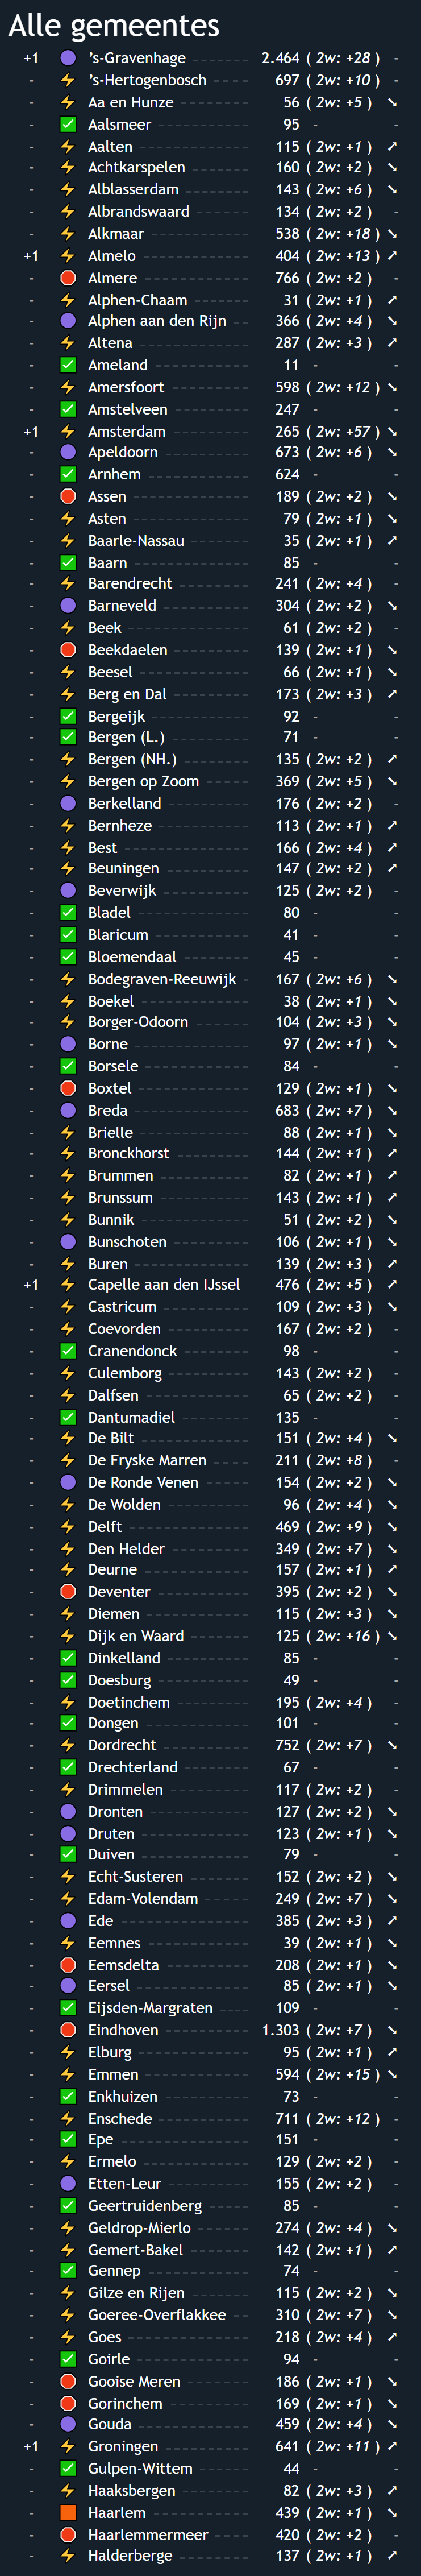 Alle gemeentes
+1 ’s-Gravenhage 2.464 ( 2w: +28 ) -
- ’s-Hertogenbosch 697 ( 2w: +10 ) -
- Aa en Hunze 56 ( 2w: +5 ) ➘
- Aalsmeer 95 - -
- Aalten 115 ( 2w: +1 ) ➚
- Achtkarspelen 160 ( 2w: +2 ) ➘
- Alblasserdam 143 ( 2w: +6 ) ➘
- Albrandswaard 134 ( 2w: +2 ) -
- Alkmaar 538 ( 2w: +18 ) ➘
+1 Almelo 404 ( 2w: +13 ) ➚
- Almere 766 ( 2w: +2 ) -
- Alphen-Chaam 31 ( 2w: +1 ) ➚
- Alphen aan den Rijn 366 ( 2w: +4 ) ➘
- Altena 287 ( 2w: +3 ) ➚
- Ameland 11 - -
- Amersfoort 598 ( 2w: +12 ) ➘
- Amstelveen 247 - -
+1 Amsterdam 265 ( 2w: +57 ) ➘
- Apeldoorn 673 ( 2w: +6 ) ➘
- Arnhem 624 - -
- Assen 189 ( 2w: +2 ) ➘
- Asten 79 ( 2w: +1 ) ➘
- Baarle-Nassau 35 ( 2w: +1 ) ➚
- Baarn 85 - -
- Barendrecht 241 ( 2w: +4 ) -
- Barneveld 304 ( 2w: +2 ) ➘
- Beek 61 ( 2w: +2 ) -
- Beekdaelen 139 ( 2w: +1 ) ➘
- Beesel 66 ( 2w: +1 ) ➘
- Berg en Dal 173 ( 2w: +3 ) ➚
- Bergeijk 92 - -
- Bergen (L.) 71 - -
- Bergen (NH.) 135 ( 2w: +2 ) ➚
- Bergen op Zoom 369 ( 2w: +5 ) ➘
- Berkelland 176 ( 2w: +2 ) -
- Bernheze 113 ( 2w: +1 ) ➚
- Best 166 ( 2w: +4 ) ➚
- Beuningen 147 ( 2w: +2 ) ➚
- Beverwijk 125 ( 2w: +2 ) -
- Bladel 80 - -
- Blaricum 41 - -
- Bloemendaal 45 - -
- Bodegraven-Reeuwijk 167 ( 2w: +6 ) ➘
- Boekel 38 ( 2w: +1 ) ➘
- Borger-Odoorn 104 ( 2w: +3 ) ➘
- Borne 97 ( 2w: +1 ) ➘
- Borsele 84 - -
- Boxtel 129 ( 2w: +1 ) ➘
- Breda 683 ( 2w: +7 ) ➘
- Brielle 88 ( 2w: +1 ) ➘
- Bronckhorst 144 ( 2w: +1 ) ➚
- Brummen 82 ( 2w: +1 ) ➚
- Brunssum 143 ( 2w: +1 ) ➚
- Bunnik 51 ( 2w: +2 ) ➘
- Bunschoten 106 ( 2w: +1 ) ➘
- Buren 139 ( 2w: +3 ) ➚
+1 Capelle aan den IJssel 476 ( 2w: +5 ) ➚
- Castricum 109 ( 2w: +3 ) ➘
- Coevorden 167 ( 2w: +2 ) -
- Cranendonck 98 - -
- Culemborg 143 ( 2w: +2 ) -
- Dalfsen 65 ( 2w: +2 ) -
- Dantumadiel 135 - -
- De Bilt 151 ( 2w: +4 ) ➘
- De Fryske Marren 211 ( 2w: +8 ) -
- De Ronde Venen 154 ( 2w: +2 ) ➘
- De Wolden 96 ( 2w: +4 ) ➘
- Delft 469 ( 2w: +9 ) ➘
- Den Helder 349 ( 2w: +7 ) ➘
- Deurne 157 ( 2w: +1 ) ➚
- Deventer 395 ( 2w: +2 ) ➘
- Diemen 115 ( 2w: +3 ) ➘
- Dijk en Waard 125 ( 2w: +16 ) ➘
- Dinkelland 85 - -
- Doesburg 49 - -
- Doetinchem 195 ( 2w: +4 ) -
- Dongen 101 - -
- Dordrecht 752 ( 2w: +7 ) ➘
- Drechterland 67 - -
- Drimmelen 117 ( 2w: +2 ) -
- Dronten 127 ( 2w: +2 ) ➘
- Druten 123 ( 2w: +1 ) ➘
- Duiven 79 - -
- Echt-Susteren 152 ( 2w: +2 ) ➘
- Edam-Volendam 249 ( 2w: +7 ) ➘
- Ede 385 ( 2w: +3 ) ➚
- Eemnes 39 ( 2w: +1 ) ➘
- Eemsdelta 208 ( 2w: +1 ) ➘
- Eersel 85 ( 2w: +1 ) ➘
- Eijsden-Margraten 109 - -
- Eindhoven 1.303 ( 2w: +7 ) ➘
- Elburg 95 ( 2w: +1 ) ➚
- Emmen 594 ( 2w: +15 ) ➘
- Enkhuizen 73 - -
- Enschede 711 ( 2w: +12 ) -
- Epe 151 - -
- Ermelo 129 ( 2w: +2 ) -
- Etten-Leur 155 ( 2w: +2 ) -
- Geertruidenberg 85 - -
- Geldrop-Mierlo 274 ( 2w: +4 ) ➘
- Gemert-Bakel 142 ( 2w: +1 ) ➚
- Gennep 74 - -
- Gilze en Rijen 115 ( 2w: +2 ) ➘
- Goeree-Overflakkee 310 ( 2w: +7 ) ➘
- Goes 218 ( 2w: +4 ) ➚
- Goirle 94 - -
- Gooise Meren 186 ( 2w: +1 ) ➘
- Gorinchem 169 ( 2w: +1 ) ➘
- Gouda 459 ( 2w: +4 ) ➘
+1 Groningen 641 ( 2w: +11 ) ➚
- Gulpen-Wittem 44 - -
- Haaksbergen 82 ( 2w: +3 ) ➚
- Haarlem 439 ( 2w: +1 ) ➘
- Haarlemmermeer 420 ( 2w: +2 ) -
- Halderberge 137 ( 2w: +1 ) ➚